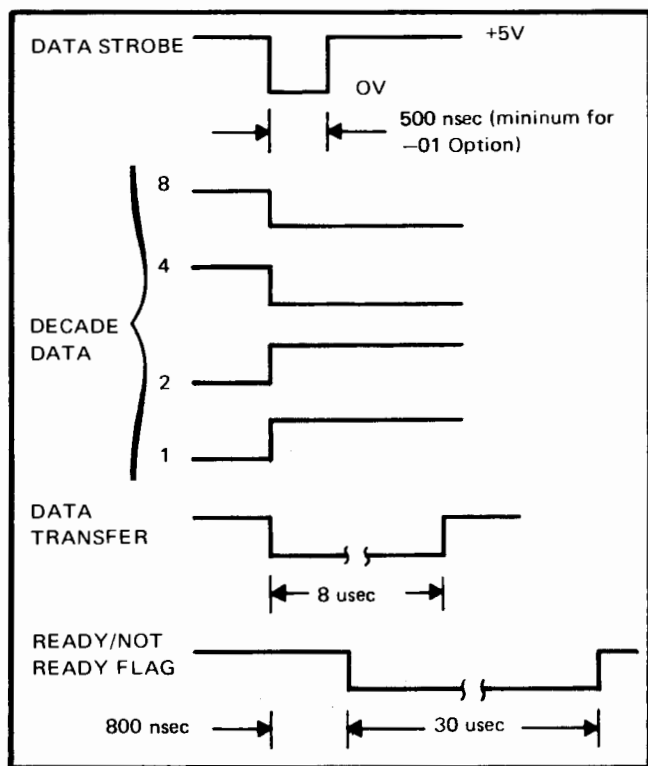 DATA STROBE
+5V
OV
500 nsec (mininum for
—01 Option)
8
4
DECADE
DATA
2
1
DATA
TRANSFER
8 usec
READY/NOT
READY FLAG
800 nsec
30 usec